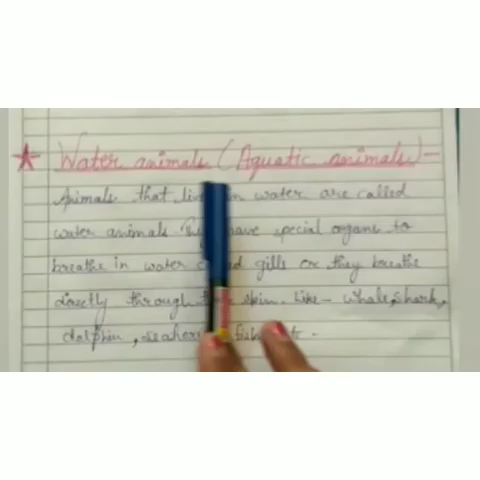 Water animals (Aquatic animals) -
Animals that water are called
water animals have special organs to
breathe in water gills or they breathe
directly through skin. Like - whale, shark,
dolphin,